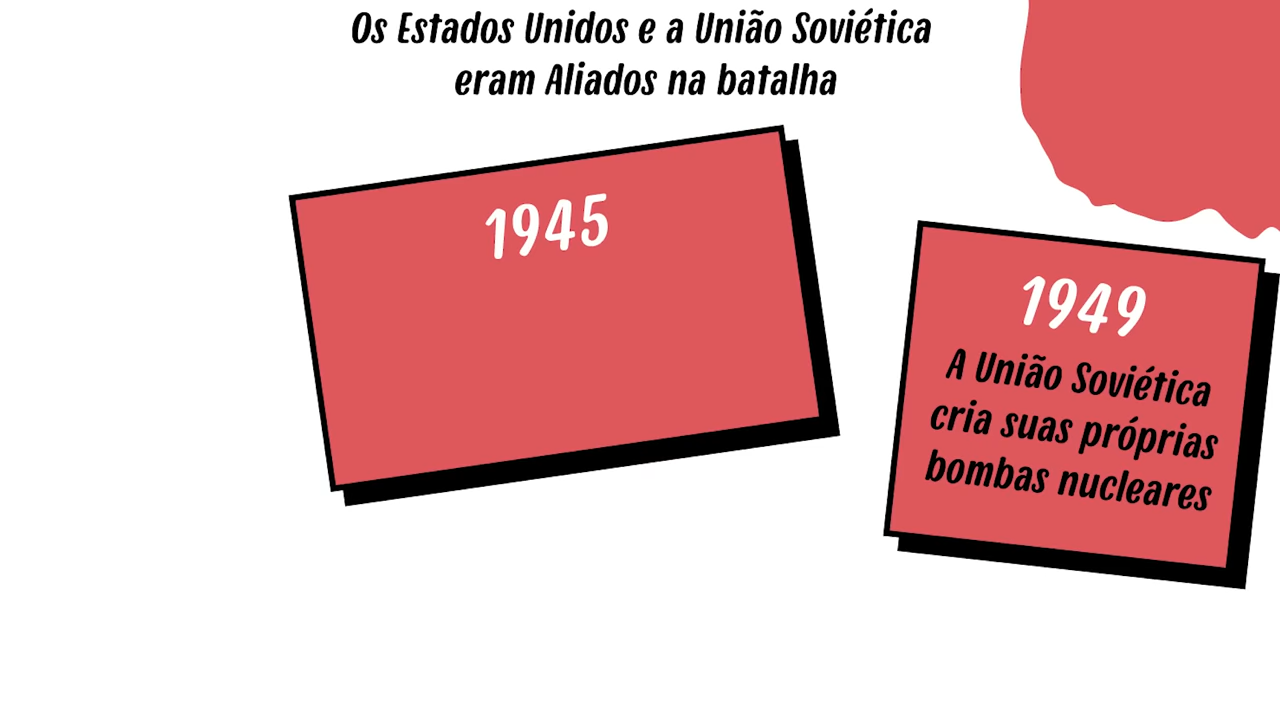 Os Estados Unidos e a União Soviética
eram Aliados na batalha
1945
1949
A União Soviética
cria suas próprias
bombas nucleares